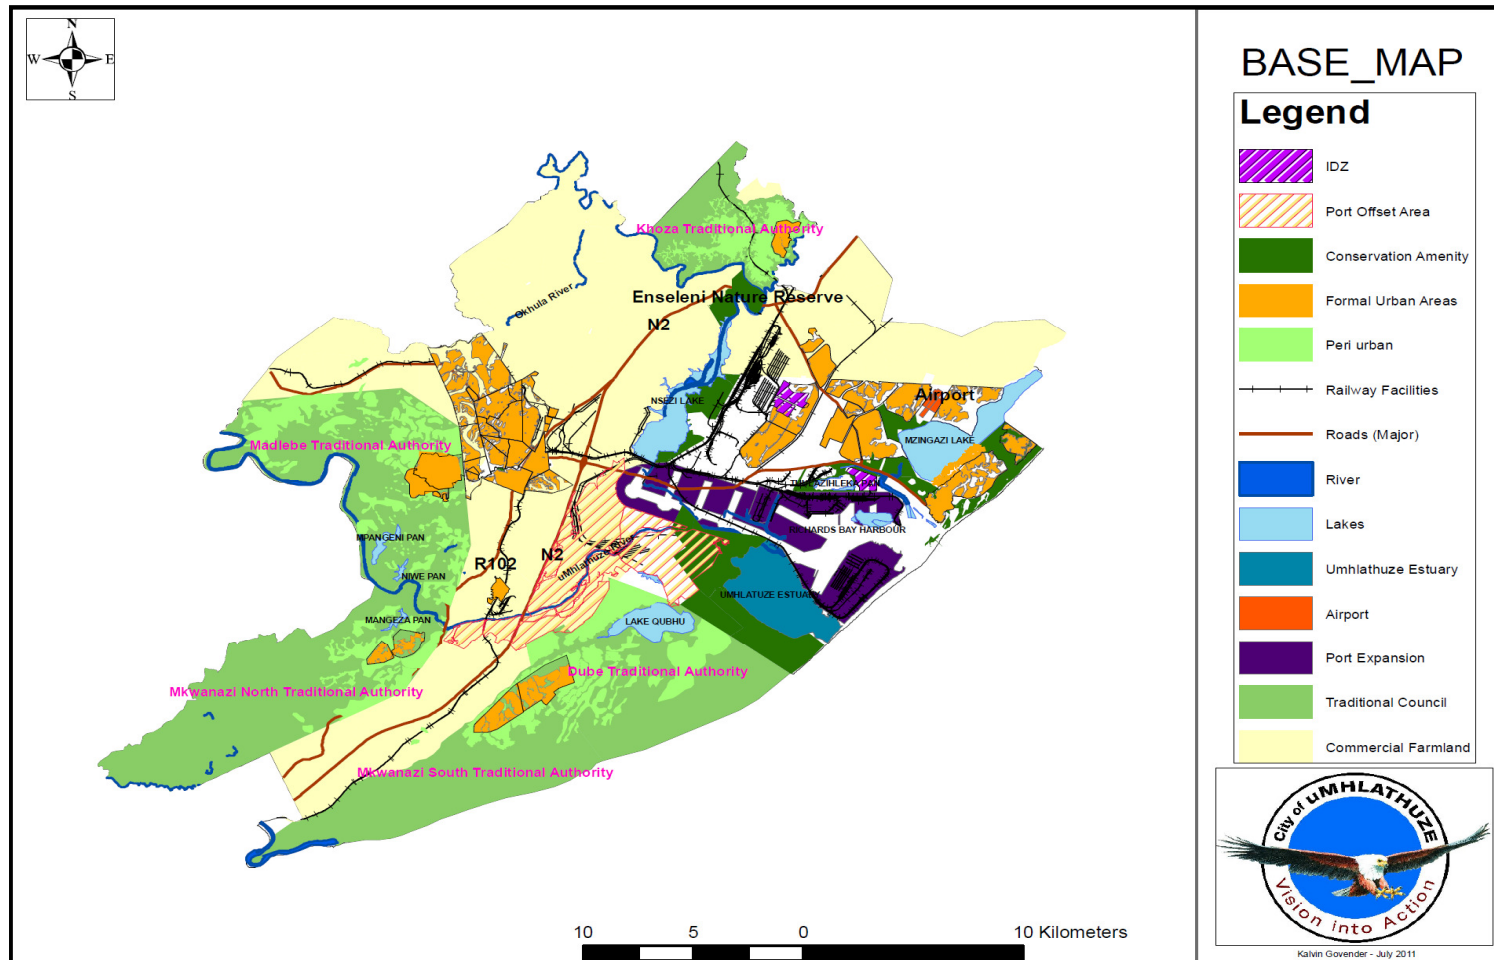 N
W E
S
BASE_MAP
Legend
IDZ
Port Offset Area
Conservation Amenity
Formal Urban Areas
Peri urban
Railway Facilities
Roads (Major)
River
Lakes
Umhlathuze Estuary
Airport
Port Expansion
Traditional Council
Commercial Farmland
Khoza Traditional Authority
Okhula River
Enseleni Nature Reserve
N2
NSEZI LAKE
Airport
MZINGAZI LAKE
Madlebe Traditional Authority
THULAZIHLEKA PAN
RICHARDS BAY HARBOUR
MPANGENI PAN
N2
uMhlathuze River
R102
NIWE PAN
UMHLATUZE ESTUARY
MANGEZA PAN
LAKE QUBHU
Dube Traditional Authority
Mkwanazi North Traditional Authority
Mkwanazi South Traditional Authority
10 5 0 10 Kilometers
City of uMHLATHUZE
Vision into Action
Kalvin Govender - July 2011